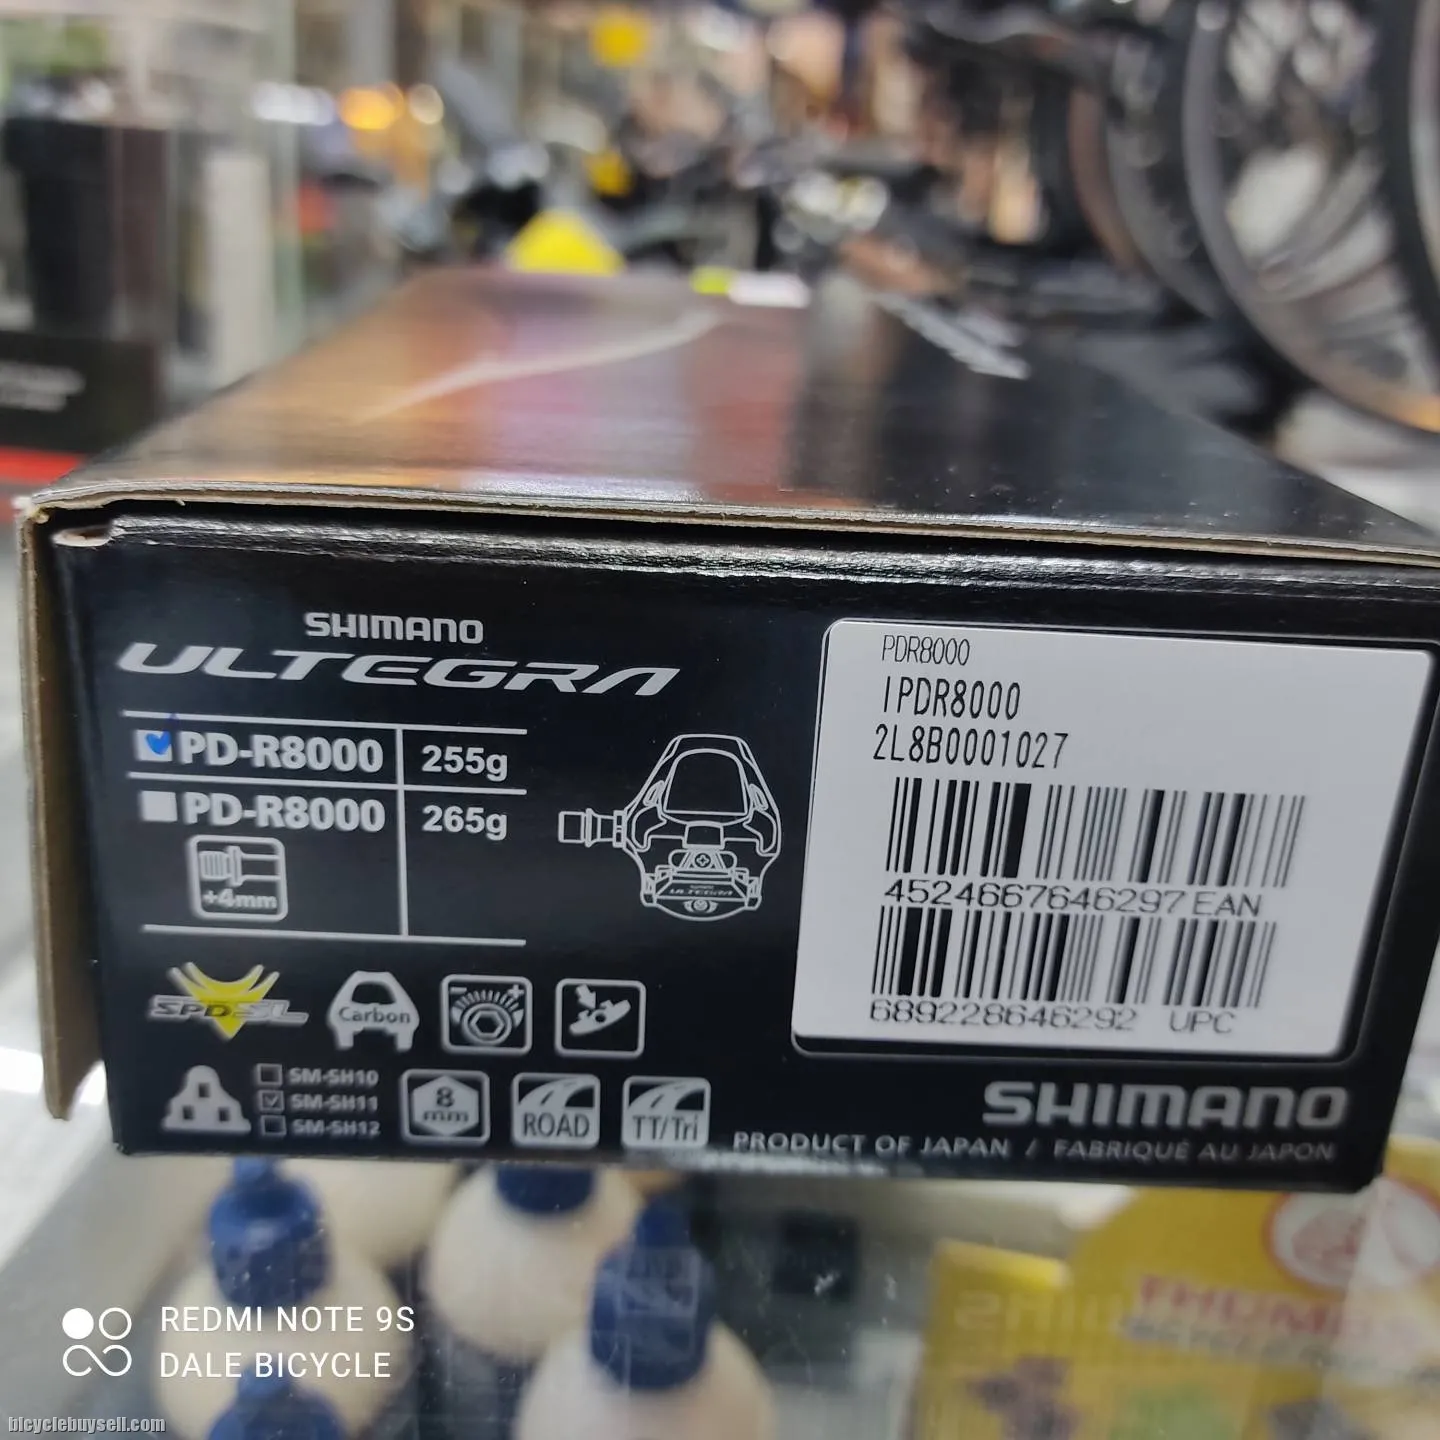 SHIMANO
ULTEGRA
PD-R8000 255g
PD-R8000 265g
+4mm
SHIMANO
ULTEGRA
PDR8000
IPDR8000
2L8B0001027
4524667646297 EAN
689228646292 UPC
SPD-SL
Carbon
- +
SM-SH10
SM-SH11
SM-SH12
8
mm
ROAD
TT/Tri
SHIMANO
PRODUCT OF JAPAN / FABRIQUÉ AU JAPON
REDMI NOTE 9S
DALE BICYCLE
bicyclebuysell.com